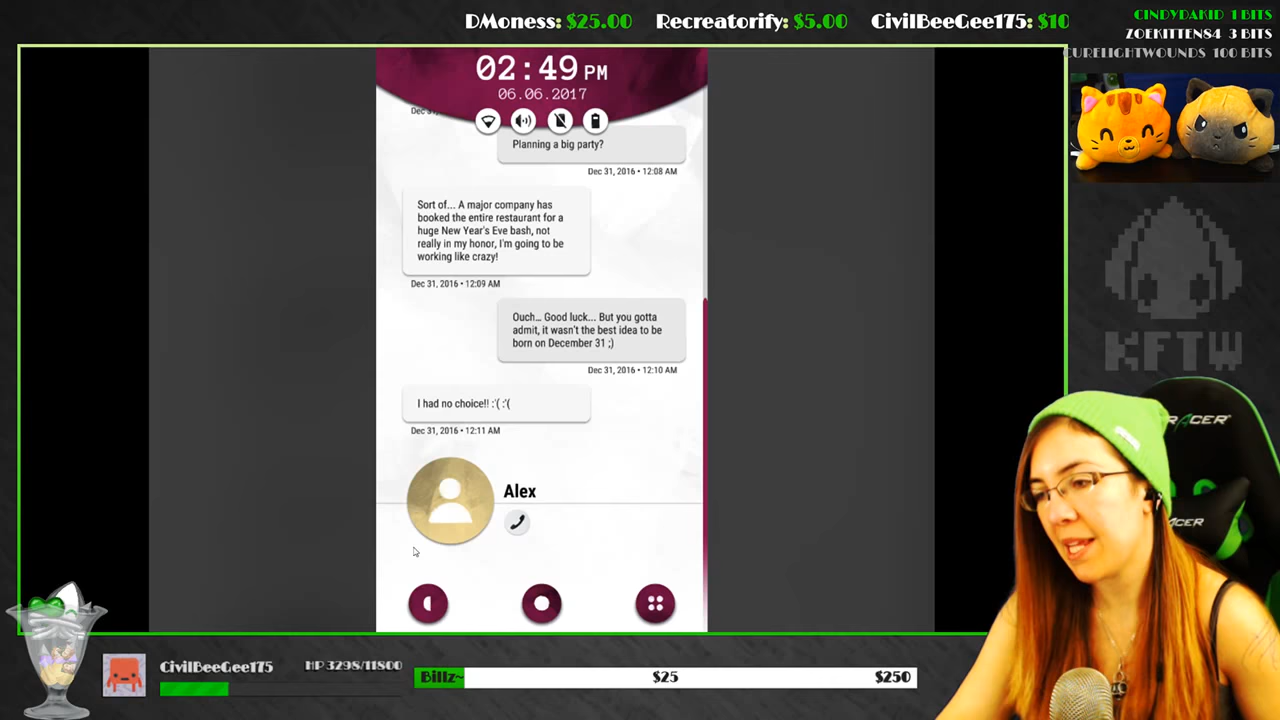 DMoness: $25.00 Recreatorify: $5.00 CivilBeeGee175: $10
CINDYDAKID 1 BITS
ZOEKITTENS4 3 BITS
CURELIGHTWOUNDS 100 BITS
02:49 PM
06.06.2017
Dec
Planning a big party?
Dec 31, 2016 • 12:08 AM
Sort of... A major company has
booked the entire restaurant for a
huge New Year's Eve bash, not
really in my honor, I'm going to be
working like crazy!
Dec 31, 2016 • 12:09 AM
Ouch... Good luck... But you gotta
admit, it wasn't the best idea to be
born on December 31 ;)
Dec 31, 2016 • 12:10 AM
I had no choice!! :'( :'(
Dec 31, 2016 • 12:11 AM
Alex
KFTW
ACER
CivilBeeGee175 HP 3298/11800
Billz~ $25 $250